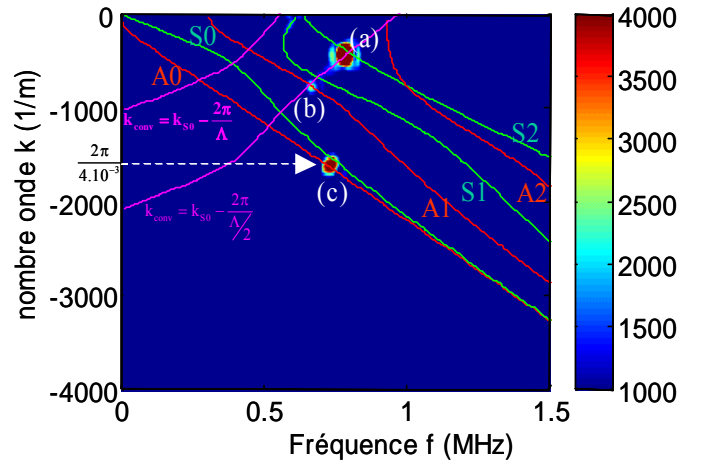 0
-1000
-2000
-3000
-4000
nombre onde k (1/m)
2π
4.10⁻³
S0
A0
(a)
(b)
(c)
S2
S1
A2
A1
k_conv = k_S0 - 2π/Λ
k_conv = k_S0 - 2π/Λ/2
0 0.5 1 1.5
Fréquence f (MHz)
4000
3500
3000
2500
2000
1500
1000